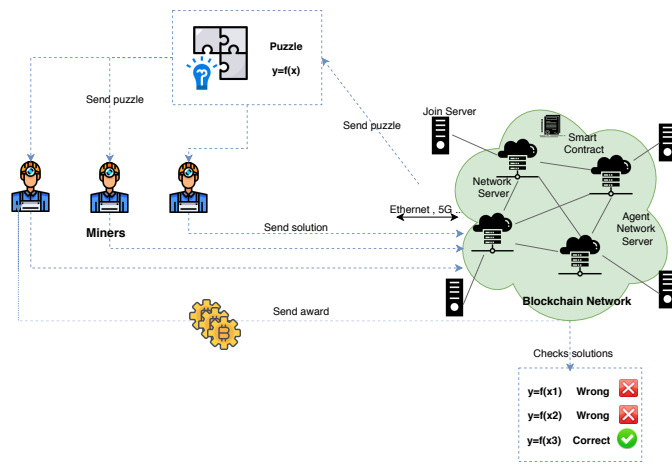 Puzzle
y=f(x)
Send puzzle
Send puzzle
Join Server
Smart
Contract
Network
Server
Agent
Network
Server
Ethernet , 5G ..
Miners
Send solution
Blockchain Network
Send award
Checks solutions
y=f(x1) Wrong
y=f(x2) Wrong
y=f(x3) Correct